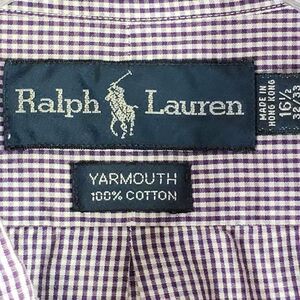 Ralph Lauren
MADE IN
HONG KONG
16½
32/33
YARMOUTH
100% COTTON